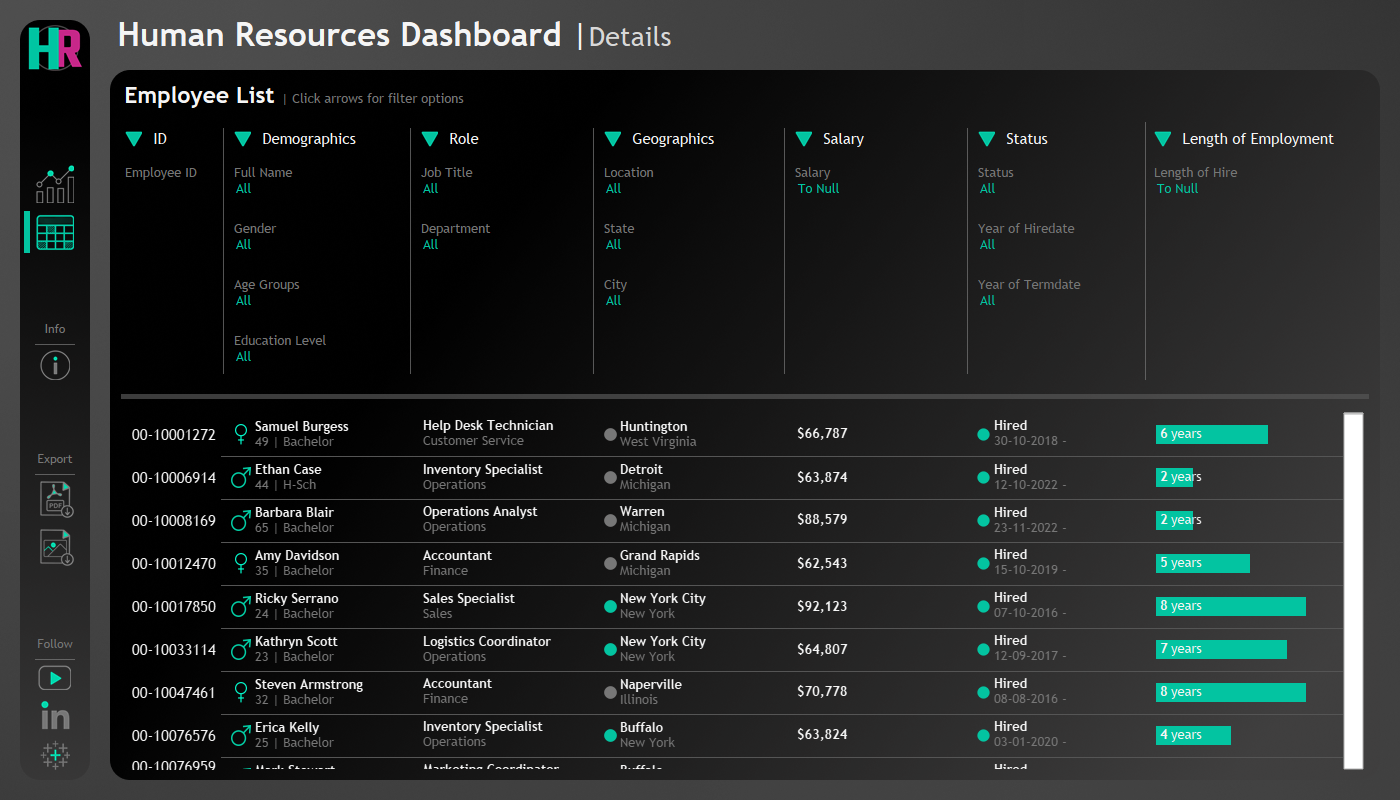 HR
Human Resources Dashboard | Details
Employee List | Click arrows for filter options
ID
Employee ID
Demographics
Full Name
All
Gender
All
Age Groups
All
Education Level
All
Role
Job Title
All
Department
All
Geographics
Location
All
State
All
City
All
Salary
Salary
To Null
Status
Status
All
Year of Hiredate
All
Year of Termdate
All
Length of Employment
Length of Hire
To Null
Info
Export
PDF
Follow
in
00-10001272 Samuel Burgess Help Desk Technician Huntington $66,787 Hired 6 years
49 | Bachelor Customer Service West Virginia 30-10-2018 -
00-10006914 Ethan Case Inventory Specialist Detroit $63,874 Hired 2 years
44 | H-Sch Operations Michigan 12-10-2022 -
00-10008169 Barbara Blair Operations Analyst Warren $88,579 Hired 2 years
65 | Bachelor Operations Michigan 23-11-2022 -
00-10012470 Amy Davidson Accountant Grand Rapids $62,543 Hired 5 years
35 | Bachelor Finance Michigan 15-10-2019 -
00-10017850 Ricky Serrano Sales Specialist New York City $92,123 Hired 8 years
24 | Bachelor Sales New York 07-10-2016 -
00-10033114 Kathryn Scott Logistics Coordinator New York City $64,807 Hired 7 years
23 | Bachelor Operations New York 12-09-2017 -
00-10047461 Steven Armstrong Accountant Naperville $70,778 Hired 8 years
32 | Bachelor Finance Illinois 08-08-2016 -
00-10076576 Erica Kelly Inventory Specialist Buffalo $63,824 Hired 4 years
25 | Bachelor Operations New York 03-01-2020 -
00-10076959 Mark Stewart Marketing Coordinator Buffalo Hired